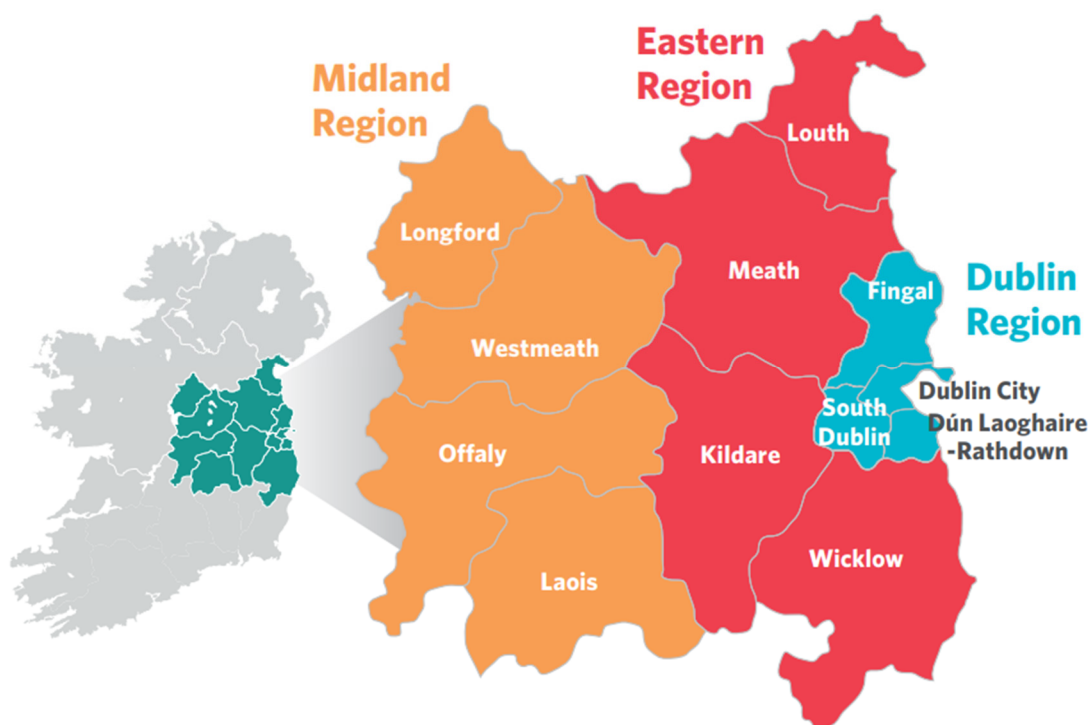 Midland
Region
Eastern
Region
Louth
Longford
Meath
Fingal
Dublin
Region
Westmeath
Dublin City
South
Dublin
Dún Laoghaire
-Rathdown
Offaly
Kildare
Wicklow
Laois